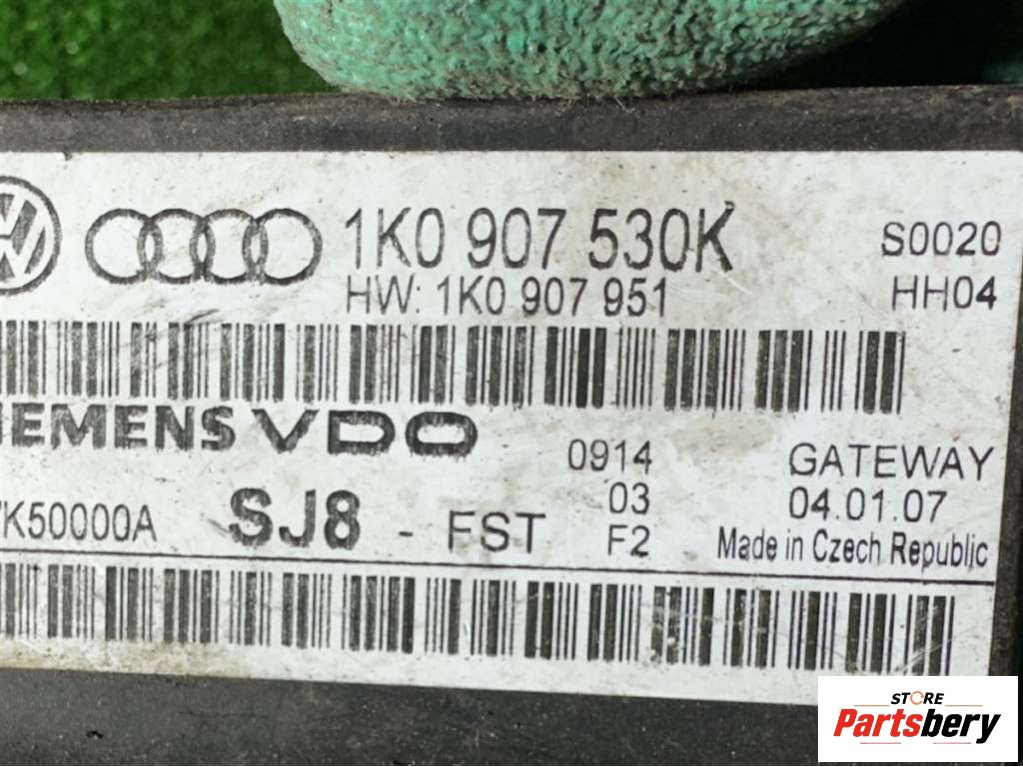 1K0 907 530K S0020
HW: 1K0 907 951 HH04
SIEMENS VDO
0914 GATEWAY
K50000A SJ8 - FST 03 04.01.07
F2 Made in Czech Republic
STORE
Partsbery